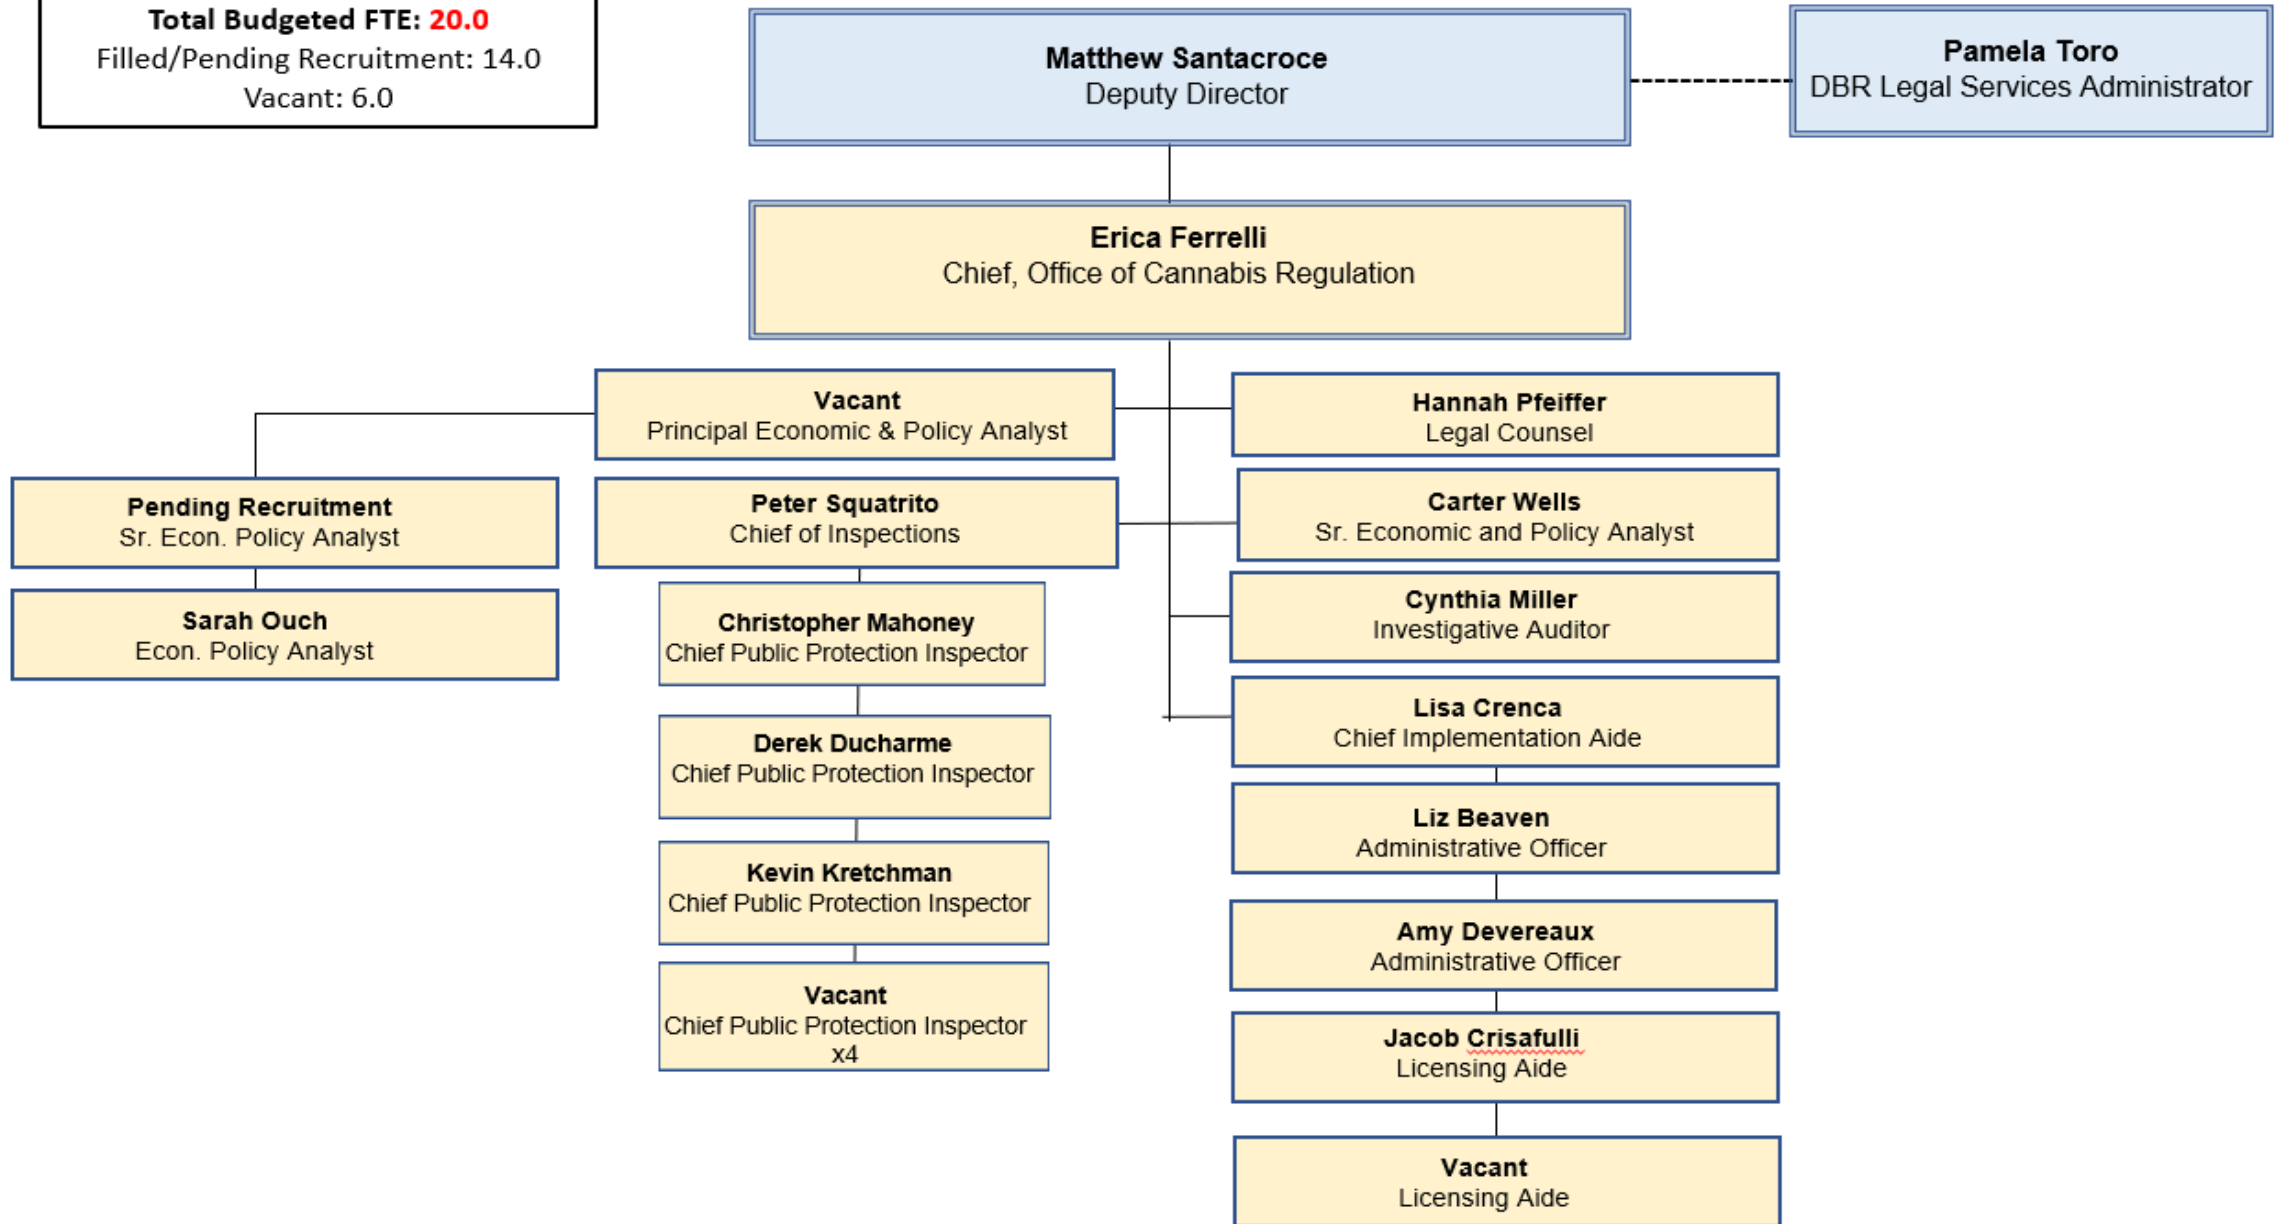 Total Budgeted FTE: 20.0
Filled/Pending Recruitment: 14.0
Vacant: 6.0
Matthew Santacroce
Deputy Director
Pamela Toro
DBR Legal Services Administrator
Erica Ferrelli
Chief, Office of Cannabis Regulation
Vacant
Principal Economic & Policy Analyst
Hannah Pfeiffer
Legal Counsel
Pending Recruitment
Sr. Econ. Policy Analyst
Peter Squatrito
Chief of Inspections
Carter Wells
Sr. Economic and Policy Analyst
Sarah Ouch
Econ. Policy Analyst
Christopher Mahoney
Chief Public Protection Inspector
Cynthia Miller
Investigative Auditor
Derek Ducharme
Chief Public Protection Inspector
Lisa Crenca
Chief Implementation Aide
Kevin Kretchman
Chief Public Protection Inspector
Liz Beaven
Administrative Officer
Vacant
Chief Public Protection Inspector
x4
Amy Devereaux
Administrative Officer
Jacob Crisafulli
Licensing Aide
Vacant
Licensing Aide